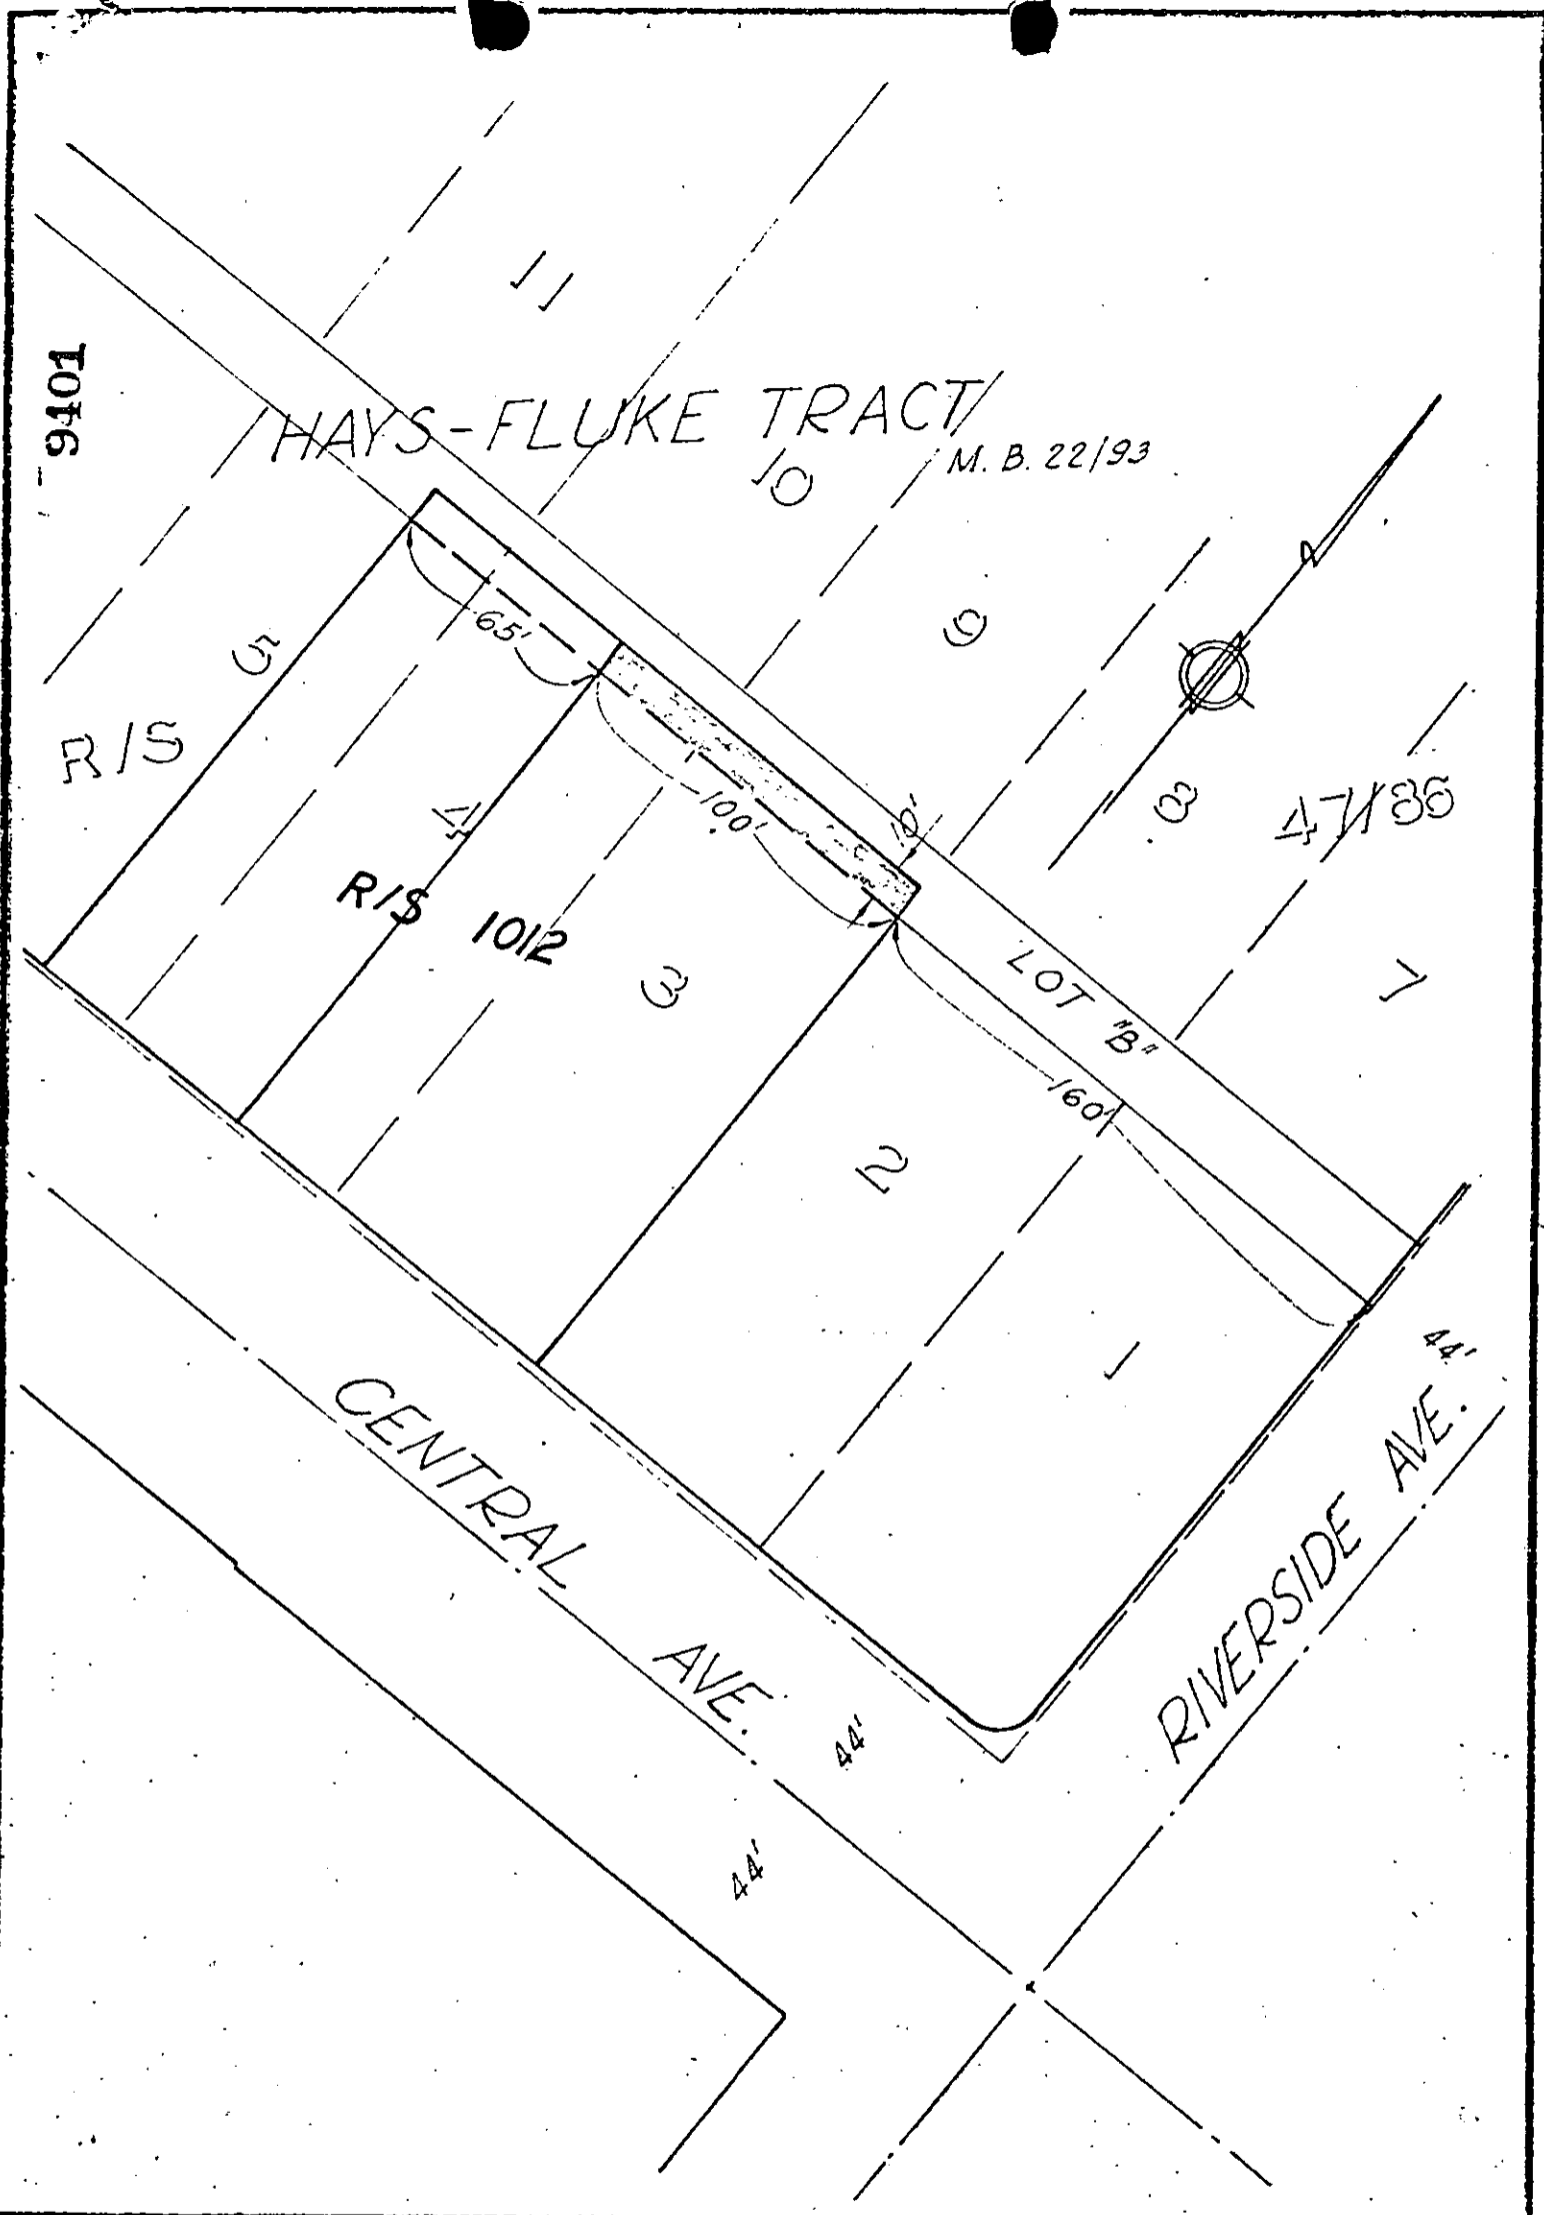 9401
11
HAYS-FLUKE TRACT
M. B. 22/93
10
65'
9
5
R/S
4
100'
10'
8
47/86
R/S 1012
3
LOT "B"
7
160'
2
1
44'
CENTRAL AVE.
RIVERSIDE AVE.
44'
44'